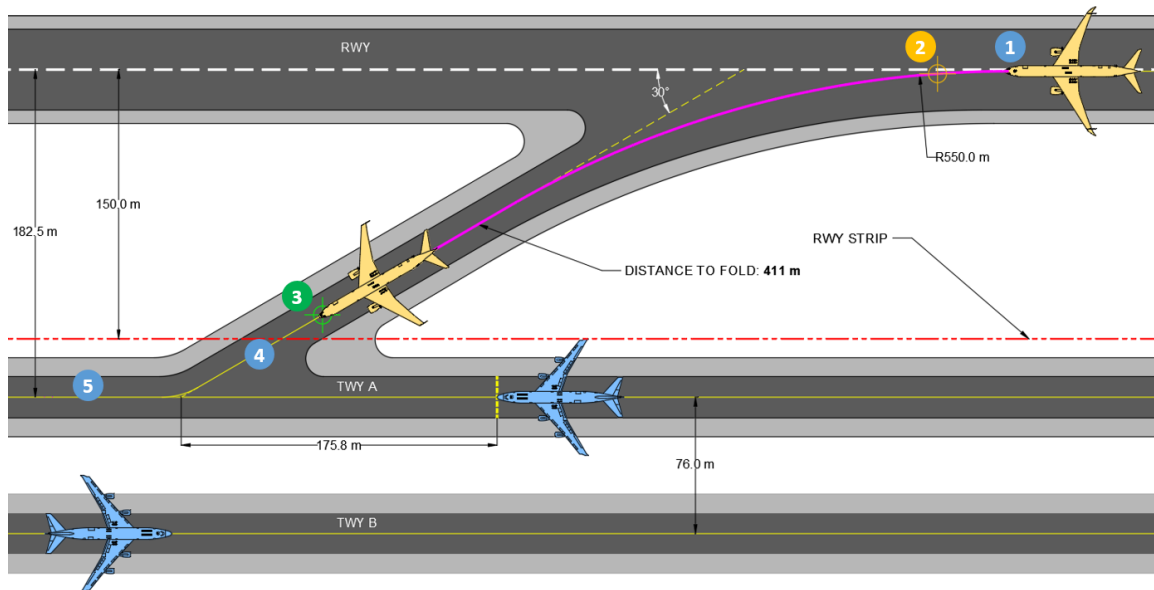 RWY
2
1
30°
R550.0 m
150.0 m
182.5 m
RWY STRIP
DISTANCE TO FOLD: 411 m
3
4
5
TWY A
175.8 m
76.0 m
TWY B